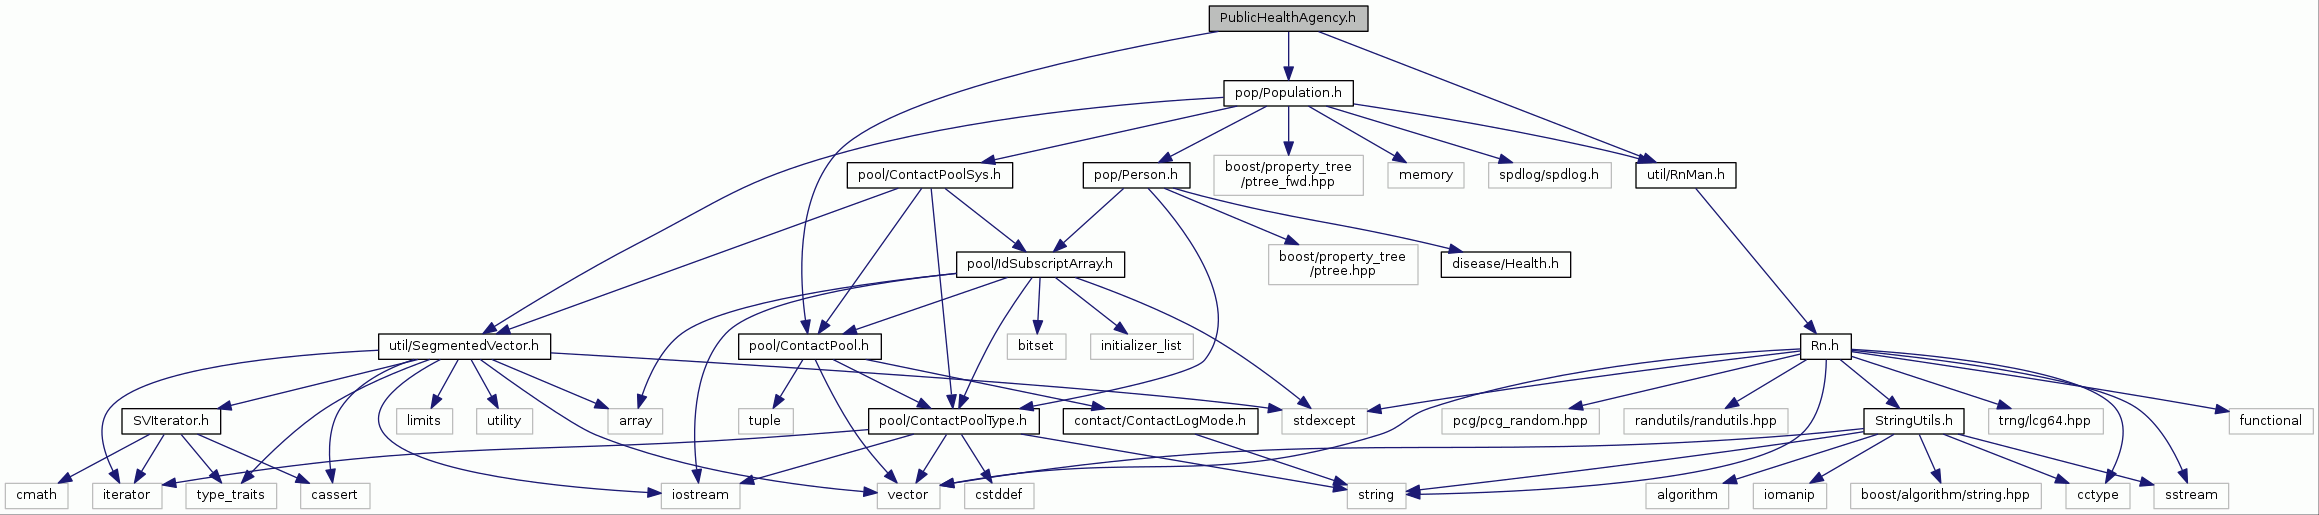 PublicHealthAgency.h
pop/Population.h
pool/ContactPoolSys.h
pop/Person.h
boost/property_tree
/ptree_fwd.hpp
memory
spdlog/spdlog.h
util/RnMan.h
pool/IdSubscriptArray.h
boost/property_tree
/ptree.hpp
disease/Health.h
util/SegmentedVector.h
pool/ContactPool.h
bitset
initializer_list
Rn.h
SVIterator.h
limits
utility
array
tuple
pool/ContactPoolType.h
contact/ContactLogMode.h
stdexcept
pcg/pcg_random.hpp
randutils/randutils.hpp
StringUtils.h
trng/lcg64.hpp
functional
cmath
iterator
type_traits
cassert
iostream
vector
cstddef
string
algorithm
iomanip
boost/algorithm/string.hpp
cctype
sstream